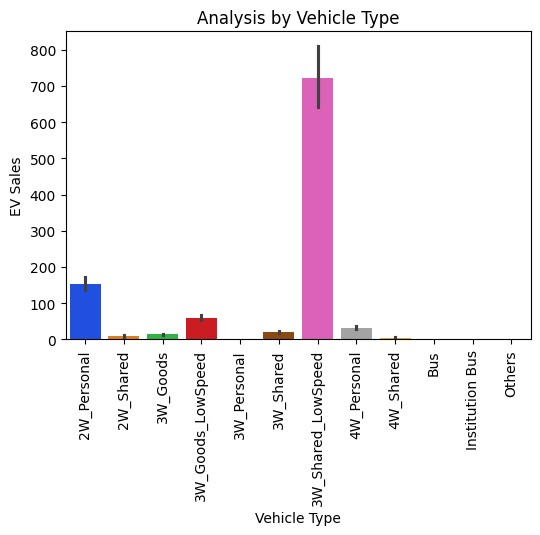 Analysis by Vehicle Type
EV Sales
800
700
600
500
400
300
200
100
0
2W_Personal
2W_Shared
3W_Goods
3W_Goods_LowSpeed
3W_Personal
3W_Shared
3W_Shared_LowSpeed
4W_Personal
4W_Shared
Bus
Institution Bus
Others
Vehicle Type